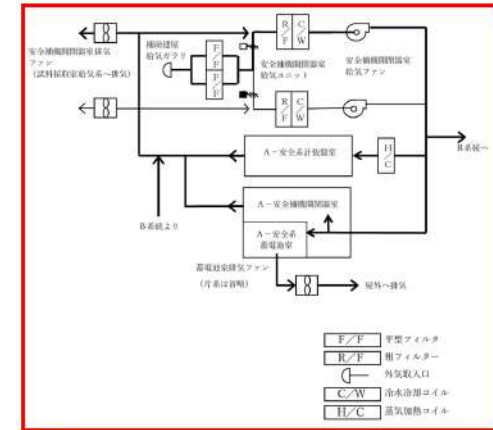 安全補機開閉器室排気
ファン
(試料採取室給気系へ排気)
補助建屋
給気ガラリ
F/F
F/F
R/F
C/W
安全補機開閉器室
給気ユニット
安全補機開閉器室
給気ファン
R/F
C/W
A-安全系計装盤室
H/C
B系統へ
A-安全補機開閉器室
A-安全系
蓄電池室
B系統より
蓄電池室排気ファン
(片系は省略)
屋外へ排気
F/F 平型フィルタ
R/F 粗フィルター
外気取入口
C/W 冷水冷却コイル
H/C 蒸気加熱コイル